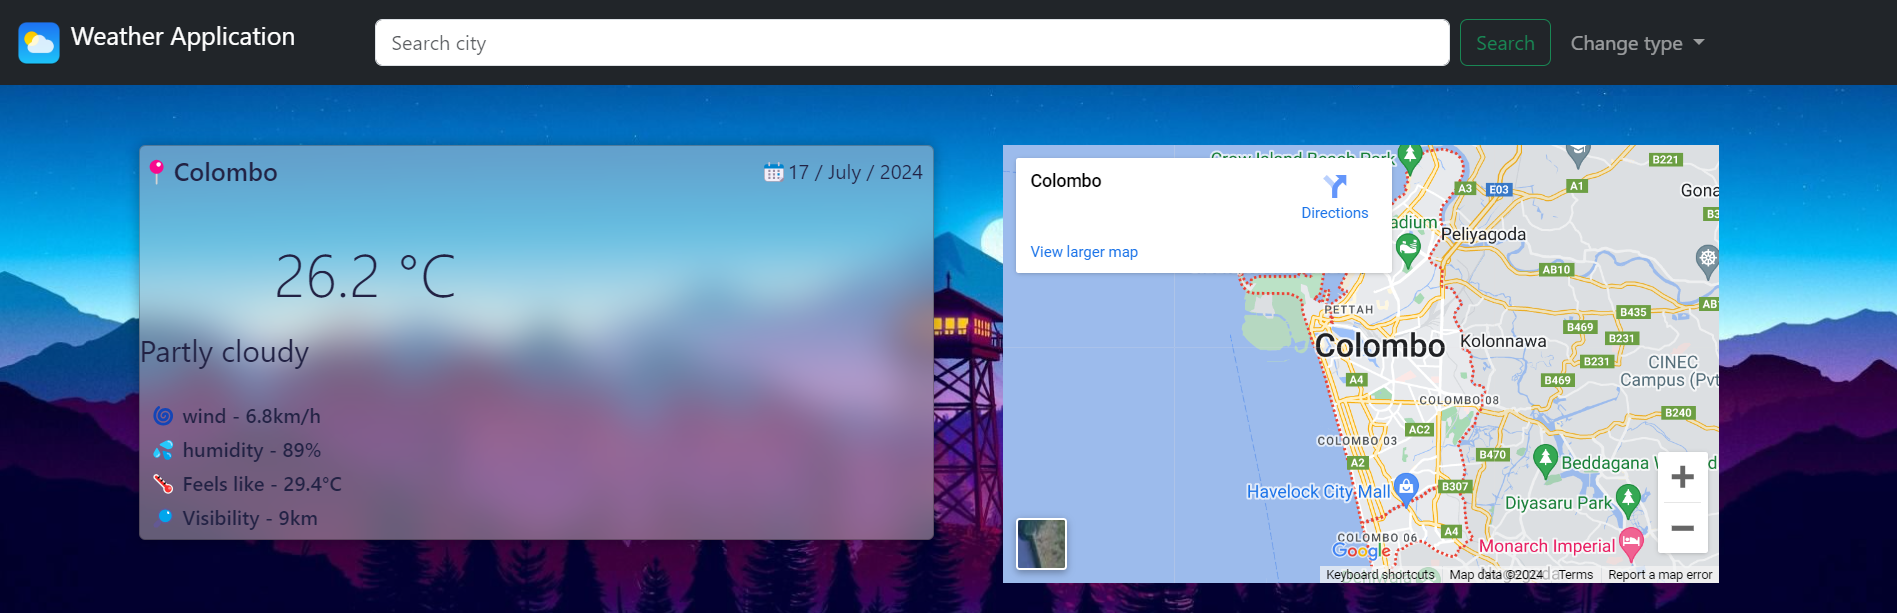 Weather Application
Search city
Search
Change type
Colombo
17 / July / 2024
26.2 °C
Partly cloudy
wind - 6.8km/h
humidity - 89%
Feels like - 29.4°C
Visibility - 9km
Colombo
Directions
View larger map
Crow Island Beach Park
B221
A3
E03
A1
Gona
B3
adium
Peliyagoda
AB10
AB1
PETTAH
B435
B469
B231
Colombo
Kolonnawa
B231
CINEC
Campus (Pvt
A4
B469
COLOMBO 08
B240
AC2
COLOMBO 03
A2
B470
Beddagana W
d
Havelock City Mall
B307
Diyasaru Park
A4
COLOMBO 06
Google
Monarch Imperial
Keyboard shortcuts
Map data ©2024
Terms
Report a map error